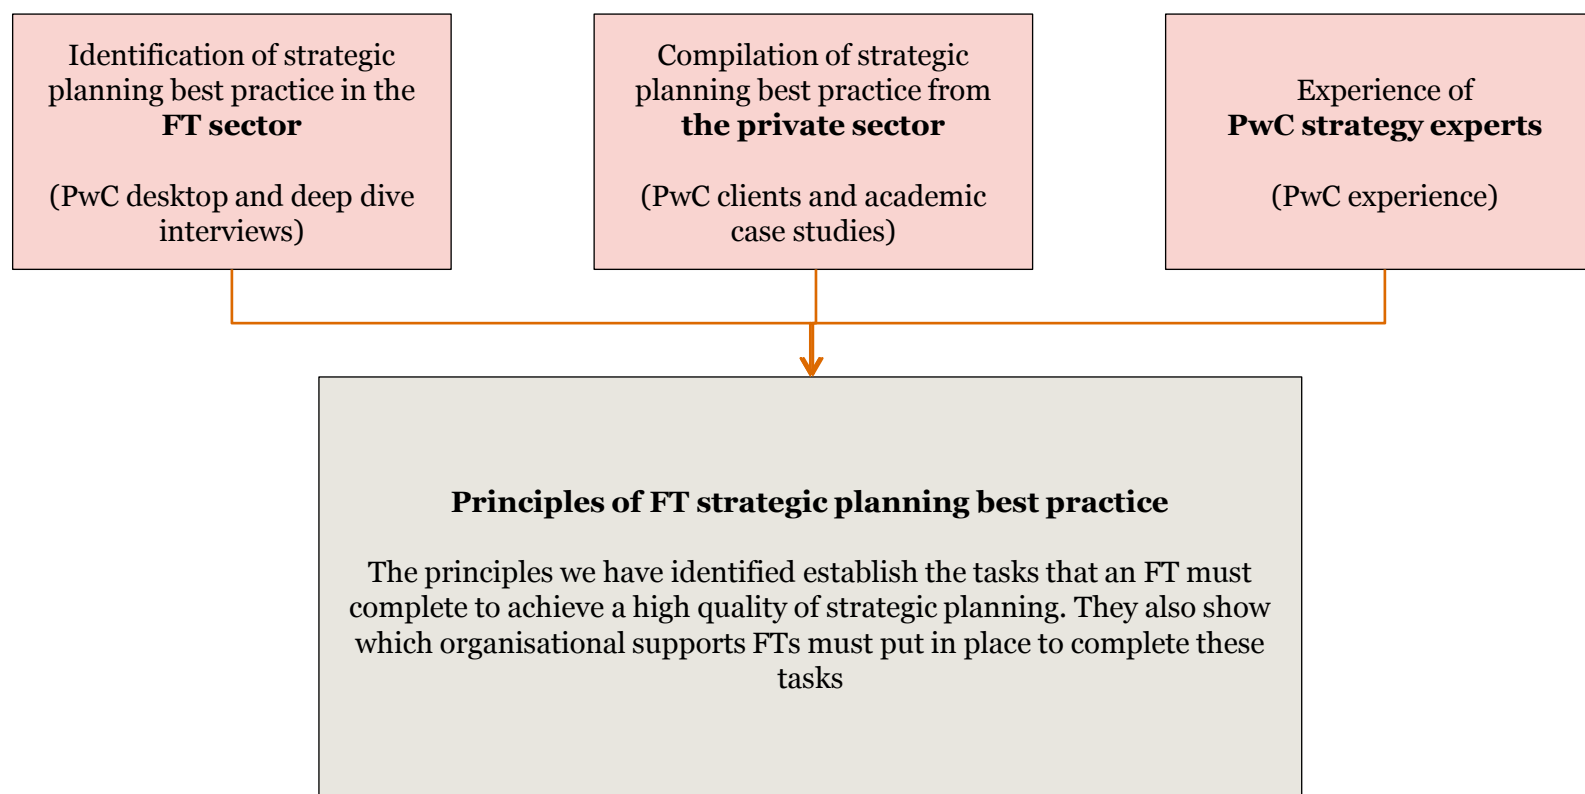 Identification of strategic
planning best practice in the
FT sector
(PwC desktop and deep dive
interviews)
Compilation of strategic
planning best practice from
the private sector
(PwC clients and academic
case studies)
Experience of
PwC strategy experts
(PwC experience)
Principles of FT strategic planning best practice
The principles we have identified establish the tasks that an FT must
complete to achieve a high quality of strategic planning. They also show
which organisational supports FTs must put in place to complete these
tasks